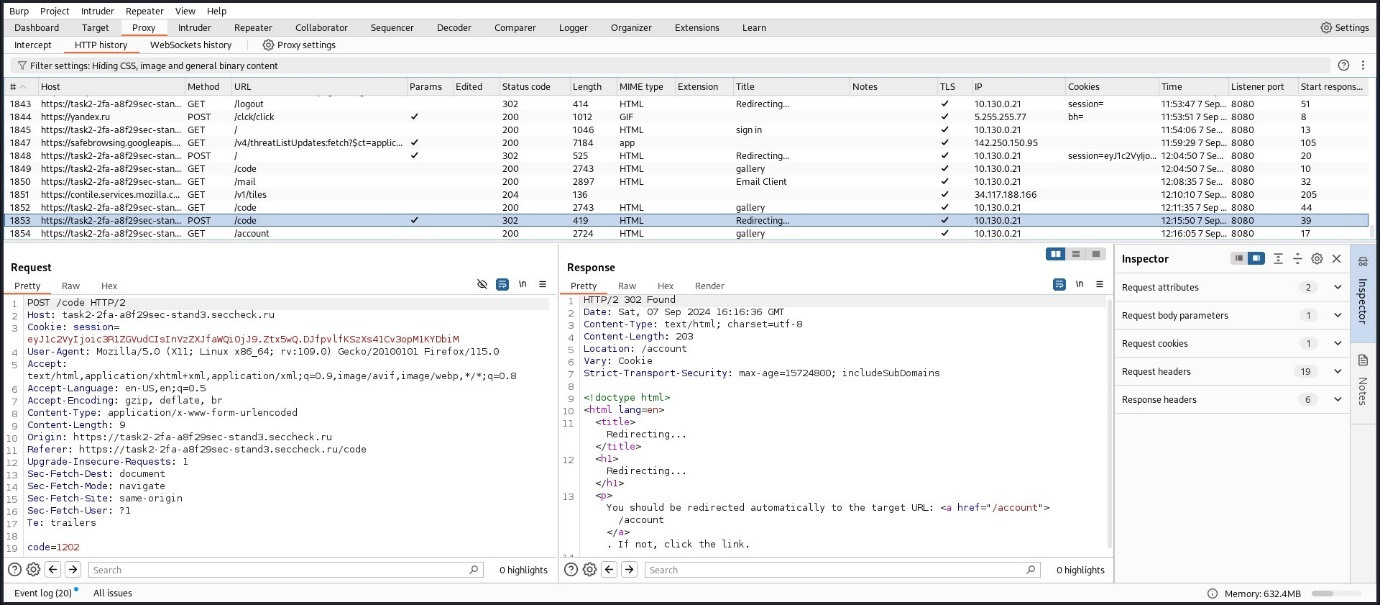 Burp Project Intruder Repeater View Help
Dashboard Target Proxy Intruder Repeater Collaborator Sequencer Decoder Comparer Logger Organizer Extensions Learn Settings
Intercept HTTP history WebSockets history Proxy settings
Filter settings: Hiding CSS, image and general binary content
# Host Method URL Params Edited Status code Length MIME type Extension Title Notes TLS IP Cookies Time Listener port Start respons...
1843 https://task2-2fa-a8f29sec-stan... GET /logout 302 414 HTML Redirecting... ✓ 10.130.0.21 session= 11:53:47 7 Sep... 8080 51
1844 https://yandex.ru POST /clck/click ✓ 200 1012 GIF ✓ 5.255.255.77 bh= 11:53:51 7 Sep... 8080 8
1845 https://task2-2fa-a8f29sec-stan... GET / 200 1046 HTML sign in ✓ 10.130.0.21 11:54:06 7 Sep... 8080 13
1847 https://safebrowsing.googleapis.... GET /v4/threatListUpdates:fetch?$ct=applic... ✓ 200 7184 app ✓ 142.250.150.95 11:59:29 7 Sep... 8080 105
1848 https://task2-2fa-a8f29sec-stan... POST / ✓ 302 525 HTML Redirecting... ✓ 10.130.0.21 session=eyJ1c2VyIjo... 12:04:50 7 Sep... 8080 20
1849 https://task2-2fa-a8f29sec-stan... GET /code 200 2743 HTML gallery ✓ 10.130.0.21 12:04:50 7 Sep... 8080 10
1850 https://task2-2fa-a8f29sec-stan... GET /mail 200 2897 HTML Email Client ✓ 10.130.0.21 12:08:35 7 Sep... 8080 32
1851 https://contile.services.mozilla.c... GET /v1/tiles 204 136 ✓ 34.117.188.166 12:10:10 7 Sep... 8080 205
1852 https://task2-2fa-a8f29sec-stan... GET /code 200 2743 HTML gallery ✓ 10.130.0.21 12:11:35 7 Sep... 8080 44
1853 https://task2-2fa-a8f29sec-stan... POST /code ✓ 302 419 HTML Redirecting... ✓ 10.130.0.21 12:15:50 7 Sep... 8080 39
1854 https://task2-2fa-a8f29sec-stan... GET /account 200 2724 HTML gallery ✓ 10.130.0.21 12:16:05 7 Sep... 8080 17
Request
Pretty Raw Hex \n
1 POST /code HTTP/2
2 Host: task2-2fa-a8f29sec-stand3.seccheck.ru
3 Cookie: session=
eyJ1c2VyIjoic3R1ZGVudCIsInVzZXJfaWQiOjJ9.Ztx5wQ.DJfpvlfKSzXs41Cv3opM1KYDbiM
4 User-Agent: Mozilla/5.0 (X11; Linux x86_64; rv:109.0) Gecko/20100101 Firefox/115.0
5 Accept:
text/html,application/xhtml+xml,application/xml;q=0.9,image/avif,image/webp,*/*;q=0.8
6 Accept-Language: en-US,en;q=0.5
7 Accept-Encoding: gzip, deflate, br
8 Content-Type: application/x-www-form-urlencoded
9 Content-Length: 9
10 Origin: https://task2-2fa-a8f29sec-stand3.seccheck.ru
11 Referer: https://task2-2fa-a8f29sec-stand3.seccheck.ru/code
12 Upgrade-Insecure-Requests: 1
13 Sec-Fetch-Dest: document
14 Sec-Fetch-Mode: navigate
15 Sec-Fetch-Site: same-origin
16 Sec-Fetch-User: ?1
17 Te: trailers
18
19 code=1202
Search 0 highlights
Response
Pretty Raw Hex Render \n
1 HTTP/2 302 Found
2 Date: Sat, 07 Sep 2024 16:16:36 GMT
3 Content-Type: text/html; charset=utf-8
4 Content-Length: 203
5 Location: /account
6 Vary: Cookie
7 Strict-Transport-Security: max-age=15724800; includeSubDomains
8
9 <!doctype html>
10 <html lang=en>
11 <title>
Redirecting...
</title>
12 <h1>
Redirecting...
</h1>
13 <p>
You should be redirected automatically to the target URL: <a href="/account">
/account
</a>
. If not, click the link.
Search 0 highlights
Inspector
Request attributes 2
Request body parameters 1
Request cookies 1
Request headers 19
Response headers 6
Inspector
Notes
Event log (20) All issues Memory: 632.4MB